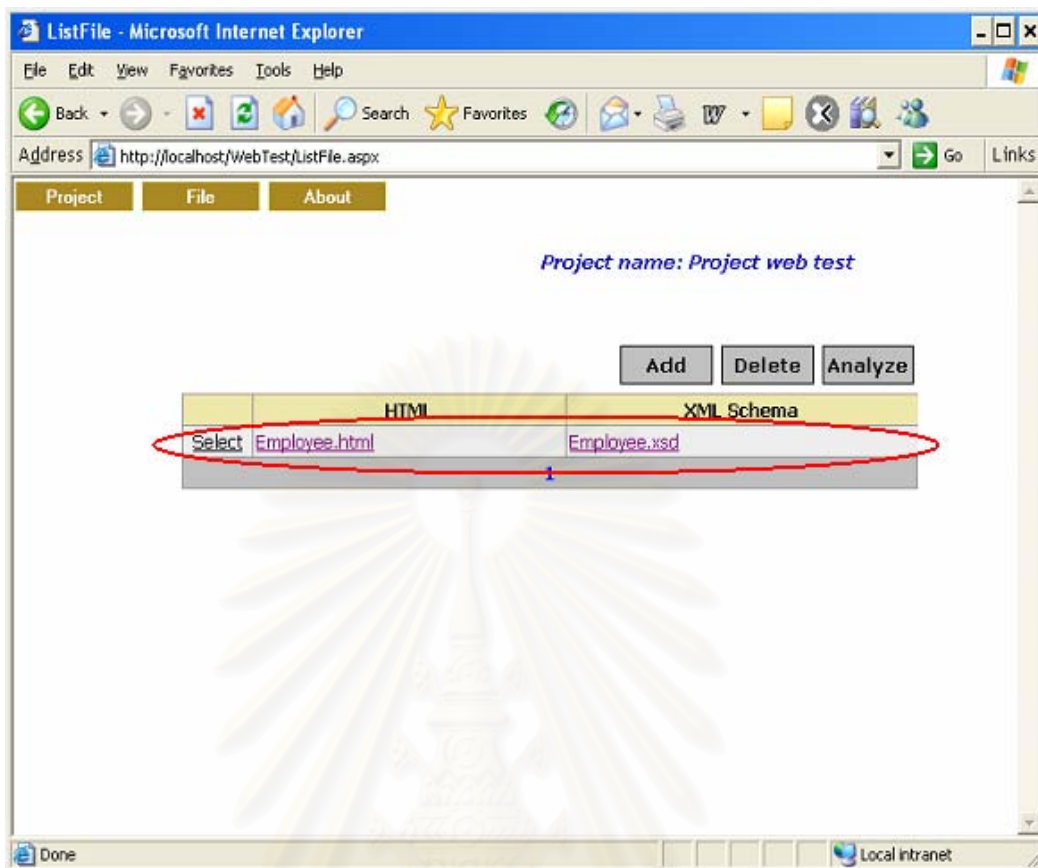 ListFile - Microsoft Internet Explorer
File Edit View Favorites Tools Help
Back Search Favorites
Address http://localhost/WebTest/ListFile.aspx Go Links
Project File About
Project name: Project web test
Add Delete Analyze
HTML XML Schema
Select Employee.html Employee.xsd
1
Done Local intranet